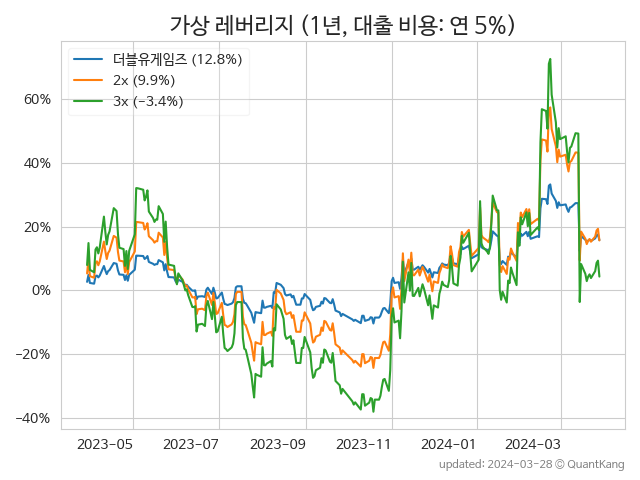 가상 레버리지 (1년, 대출 비용: 연 5%)
더블유게임즈 (12.8%)
2x (9.9%)
3x (−3.4%)
60%
40%
20%
0%
−20%
−40%
2023-05
2023-07
2023-09
2023-11
2024-01
2024-03
updated: 2024-03-28 © QuantKang